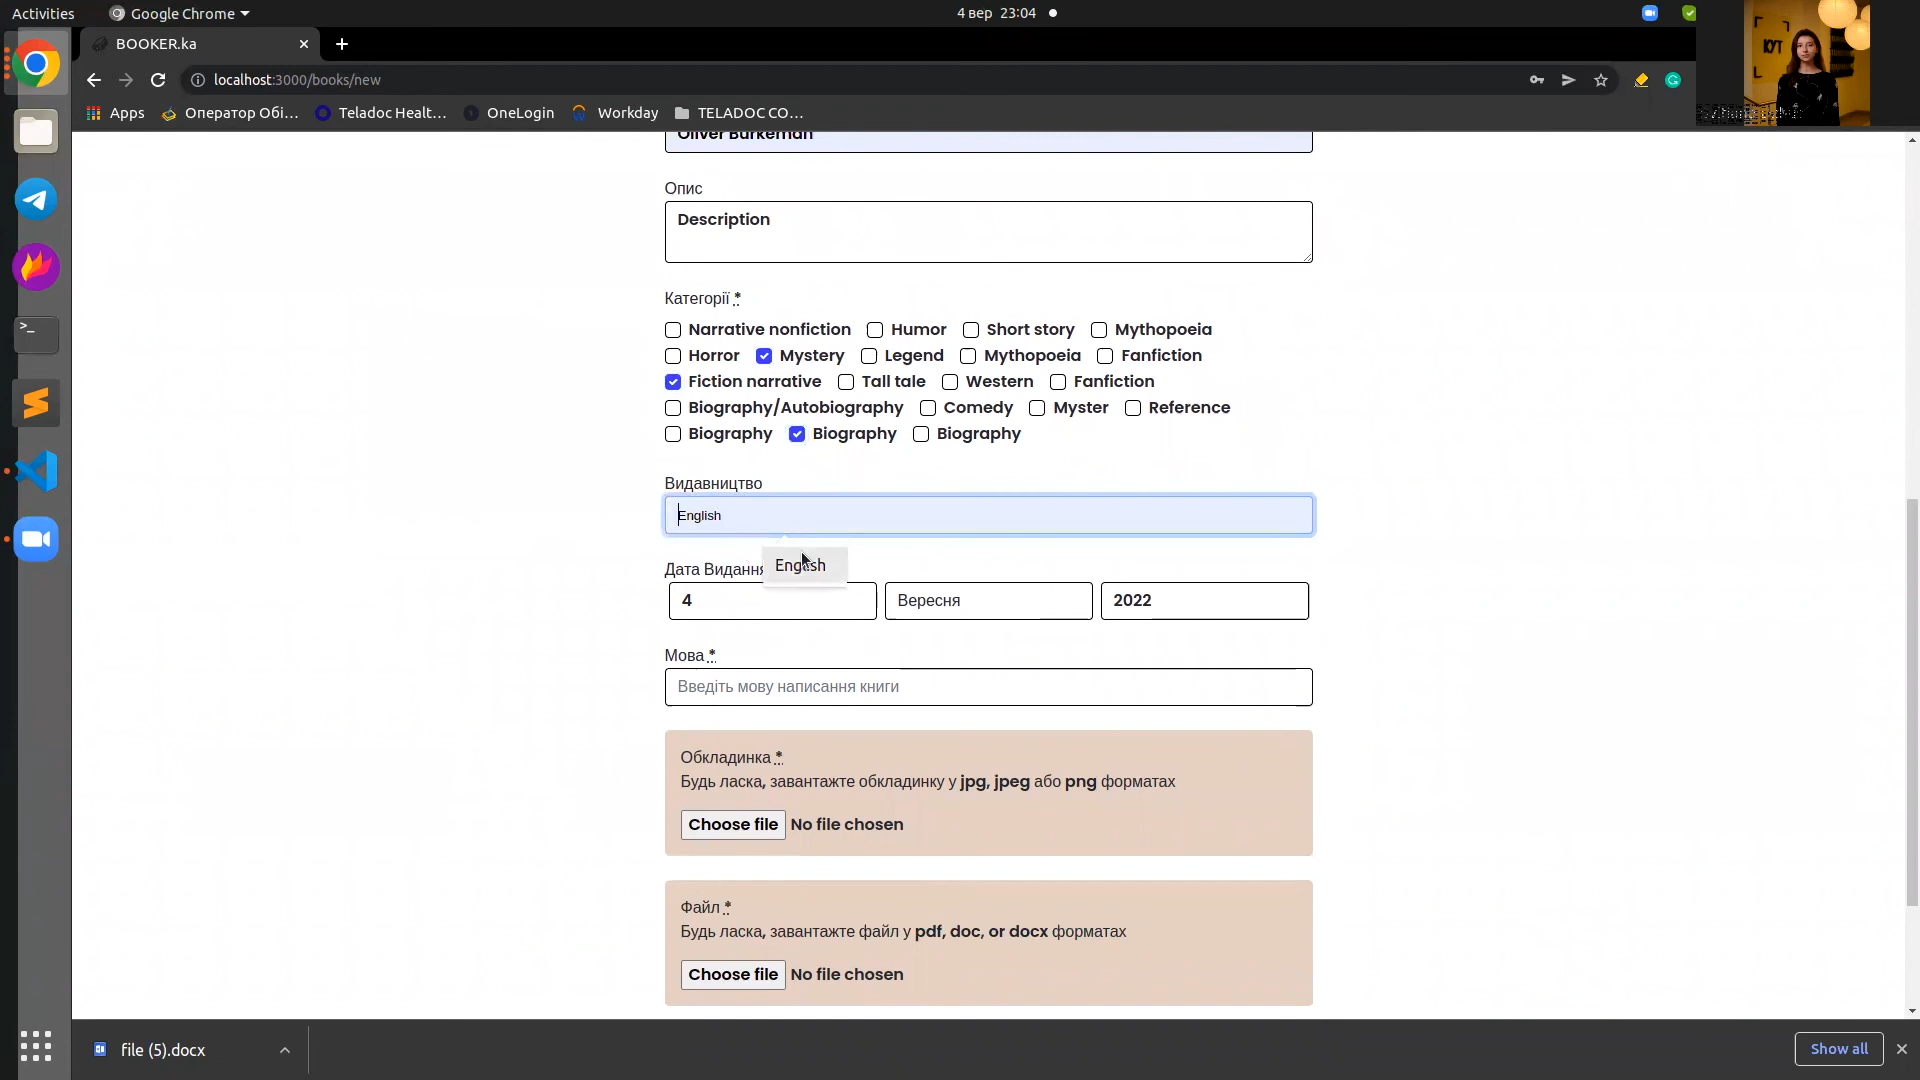 Activities
Google Chrome
4 вер 23:04
BOOKER.ka
КУТ
localhost:3000/books/new
Apps
Оператор Обі...
Teladoc Healt...
OneLogin
Workday
TELADOC CO...
Oliver Burkeman
Опис
Description
Категорії *
Narrative nonfiction Humor Short story Mythopoeia
Horror Mystery Legend Mythopoeia Fanfiction
Fiction narrative Tall tale Western Fanfiction
Biography/Autobiography Comedy Myster Reference
Biography Biography Biography
Видавництво
English
English
Дата Видання
4 Вересня 2022
Мова *
Введіть мову написання книги
Обкладинка *
Будь ласка, завантажте обкладинку у jpg, jpeg або png форматах
Choose file No file chosen
Файл *
Будь ласка, завантажте файл у pdf, doc, or docx форматах
Choose file No file chosen
file (5).docx
Show all